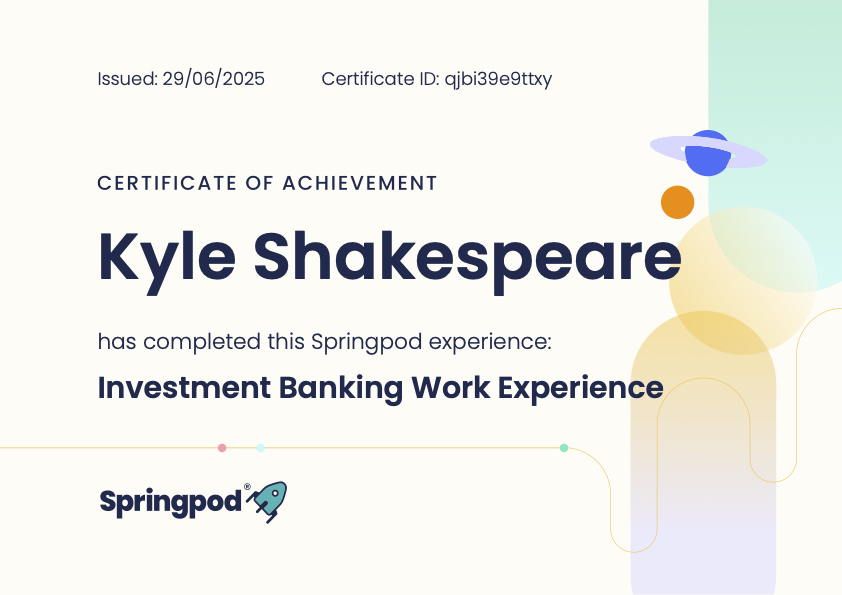 Issued: 29/06/2025 Certificate ID: qjbi39e9ttxy
CERTIFICATE OF ACHIEVEMENT
Kyle Shakespeare
has completed this Springpod experience:
Investment Banking Work Experience
Springpod®